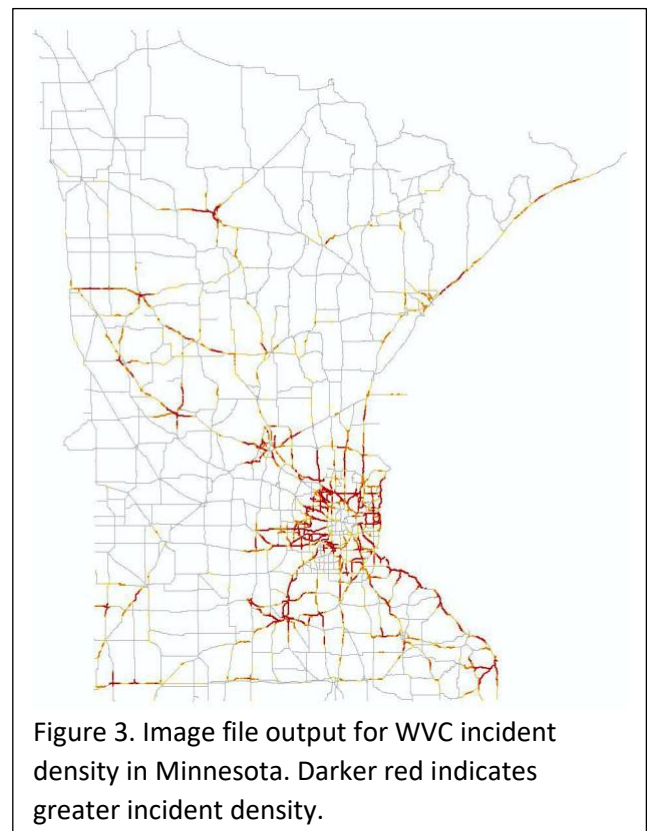 Figure 3. Image file output for WVC incident
density in Minnesota. Darker red indicates
greater incident density.